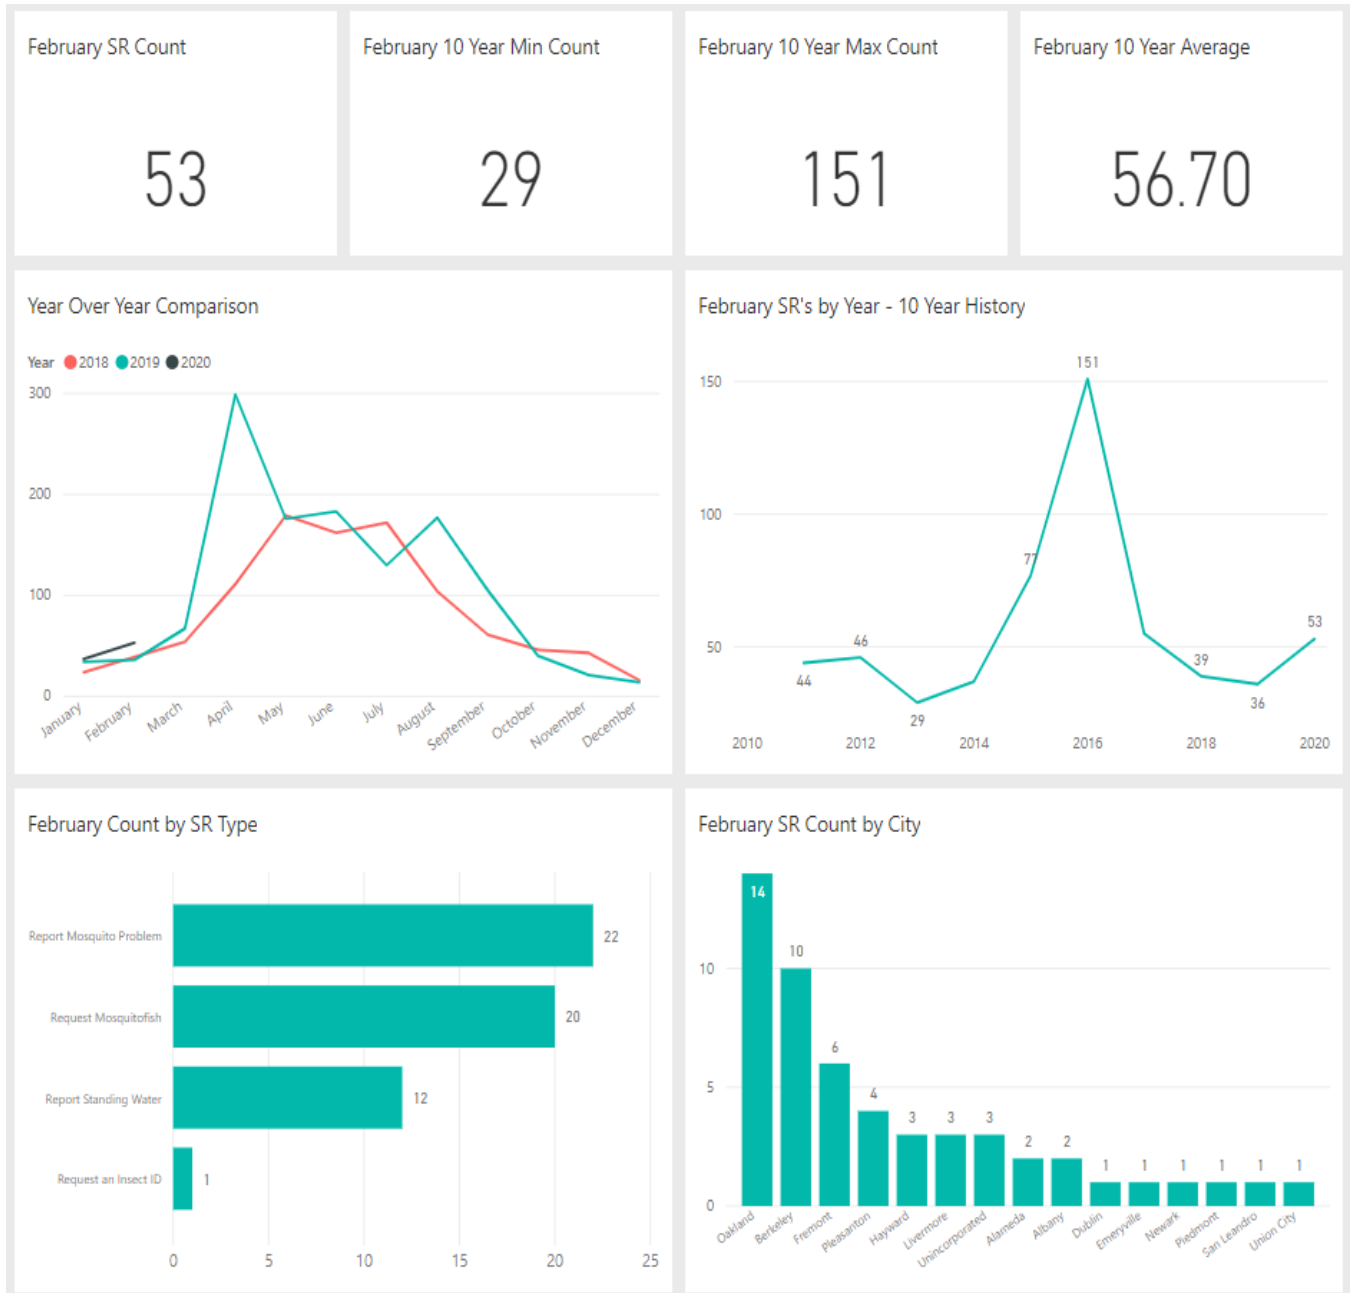 February SR Count
53
February 10 Year Min Count
29
February 10 Year Max Count
151
February 10 Year Average
56.70
Year Over Year Comparison
Year 2018 2019 2020
300
200
100
0
January February March April May June July August September October November December
February SR's by Year - 10 Year History
150
100
50
44
46
29
77
151
39
36
53
2010 2012 2014 2016 2018 2020
February Count by SR Type
Report Mosquito Problem 22
Request Mosquitofish 20
Report Standing Water 12
Request an Insect ID 1
0 5 10 15 20 25
February SR Count by City
10
5
0
14 10 6 4 3 3 3 2 2 1 1 1 1 1 1
Oakland Berkeley Fremont Pleasanton Hayward Livermore Unincorporated Alameda Albany Dublin Emeryville Newark Piedmont San Leandro Union City